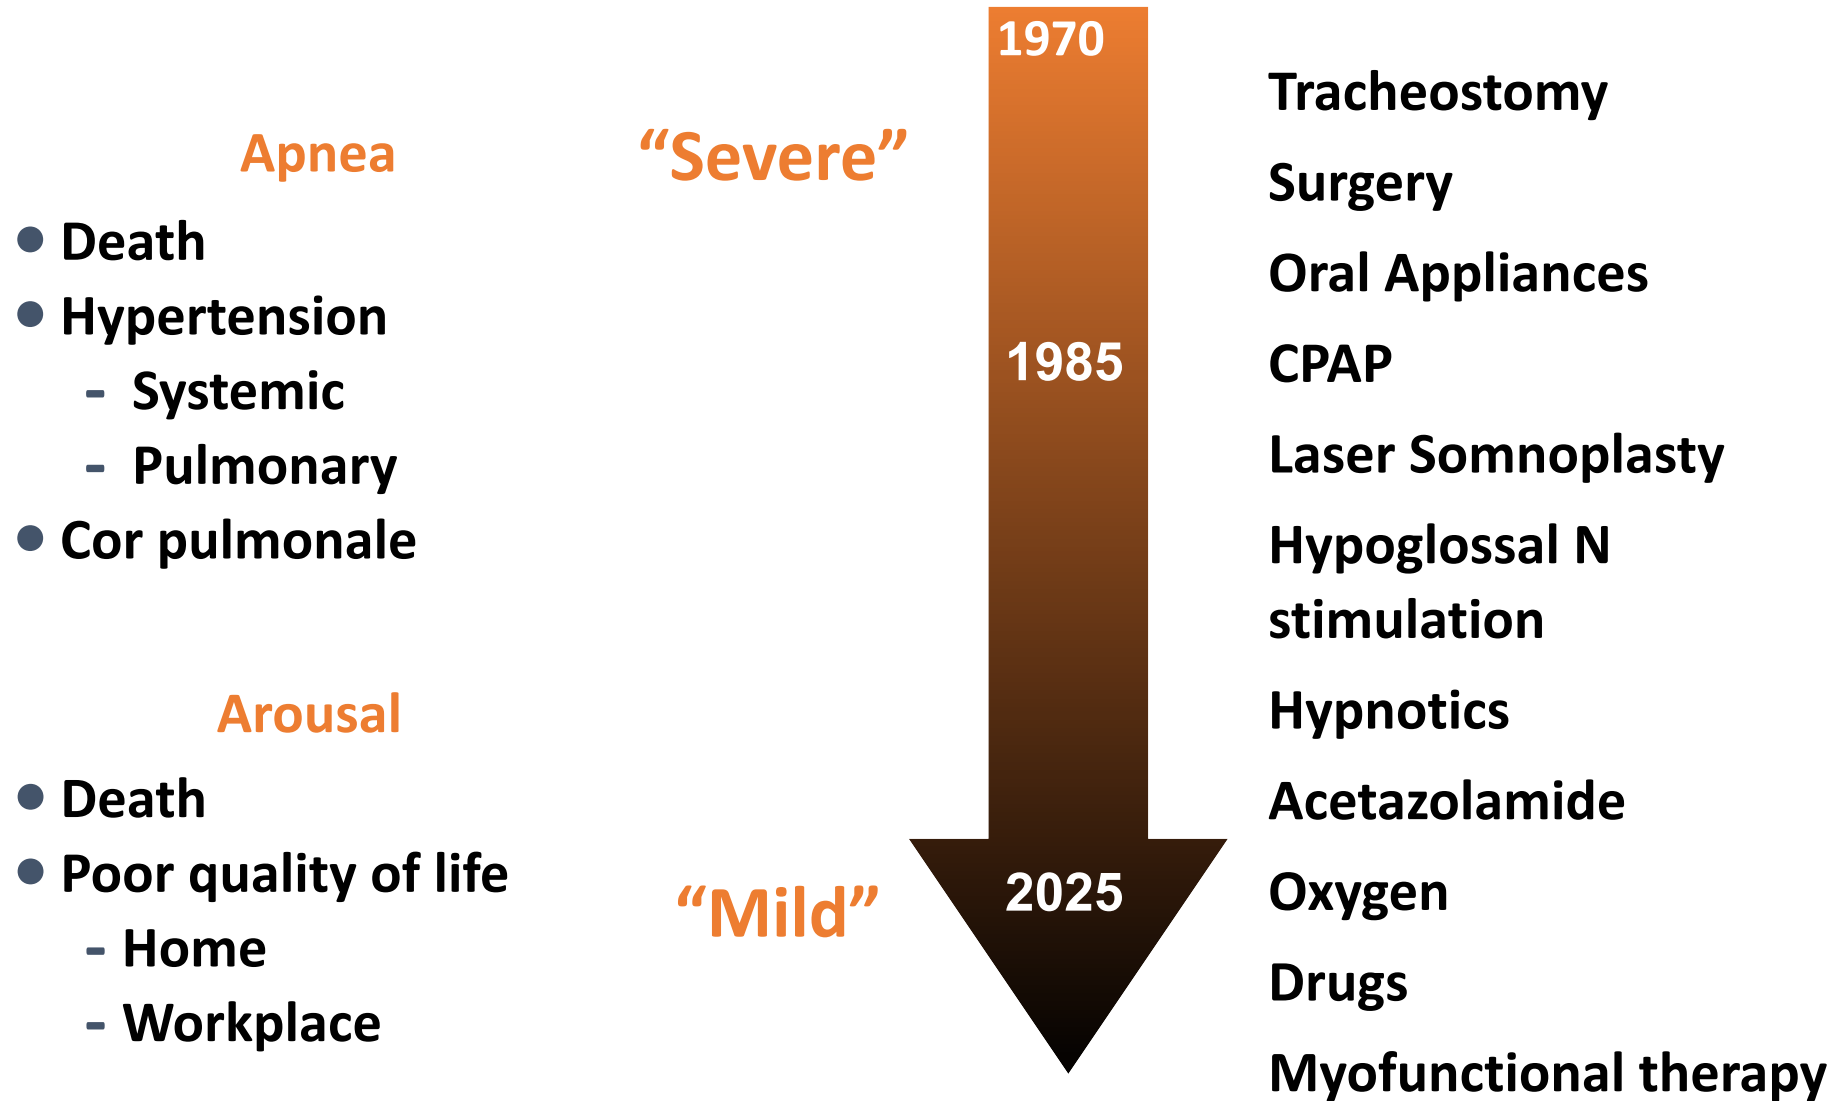 Apnea
● Death
● Hypertension
- Systemic
- Pulmonary
● Cor pulmonale
Arousal
● Death
● Poor quality of life
- Home
- Workplace
“Severe”
“Mild”
1970
1985
2025
Tracheostomy
Surgery
Oral Appliances
CPAP
Laser Somnoplasty
Hypoglossal N
stimulation
Hypnotics
Acetazolamide
Oxygen
Drugs
Myofunctional therapy